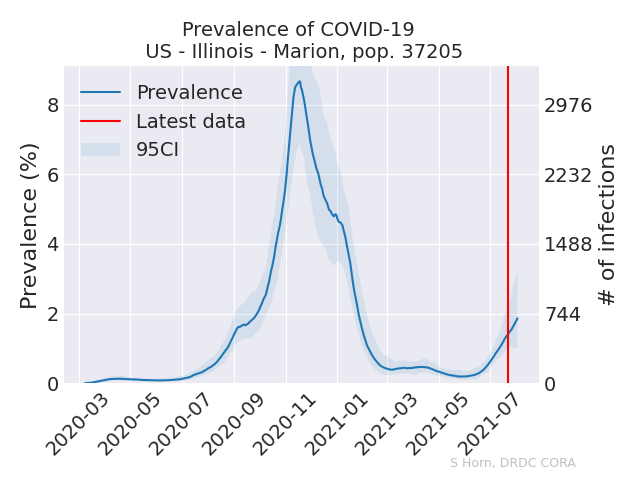 Prevalence of COVID-19
US - Illinois - Marion, pop. 37205
Prevalence
Latest data
95CI
Prevalence (%)
8
6
4
2
0
2976
2232
1488
744
0
# of infections
2020-03
2020-05
2020-07
2020-09
2020-11
2021-01
2021-03
2021-05
2021-07
S Horn, DRDC CORA